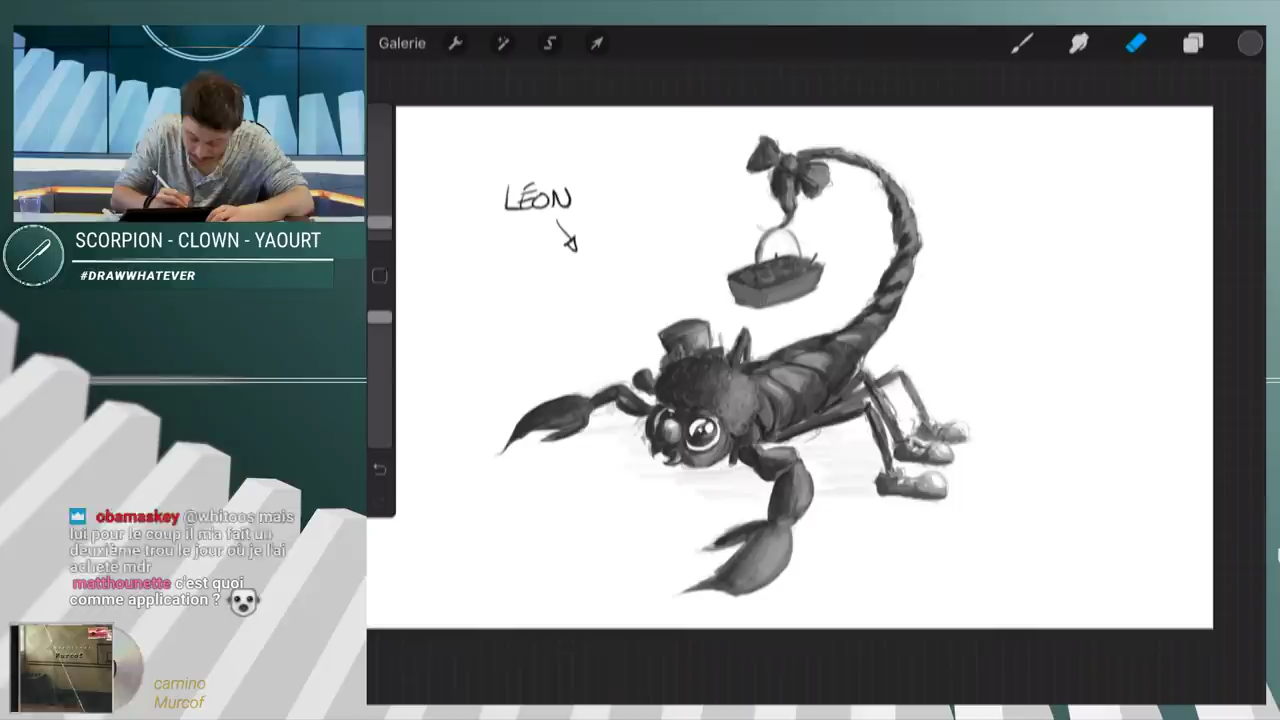 Galerie
LÉON
SCORPION - CLOWN - YAOURT
#DRAWWHATEVER
obamaskey @whitoos mais
lui pour le coup il m'a fait un
deuxième trou le jour où je l'ai
acheté mdr
matthounette c'est quoi
comme application ?
Murcof
camino
Murcof